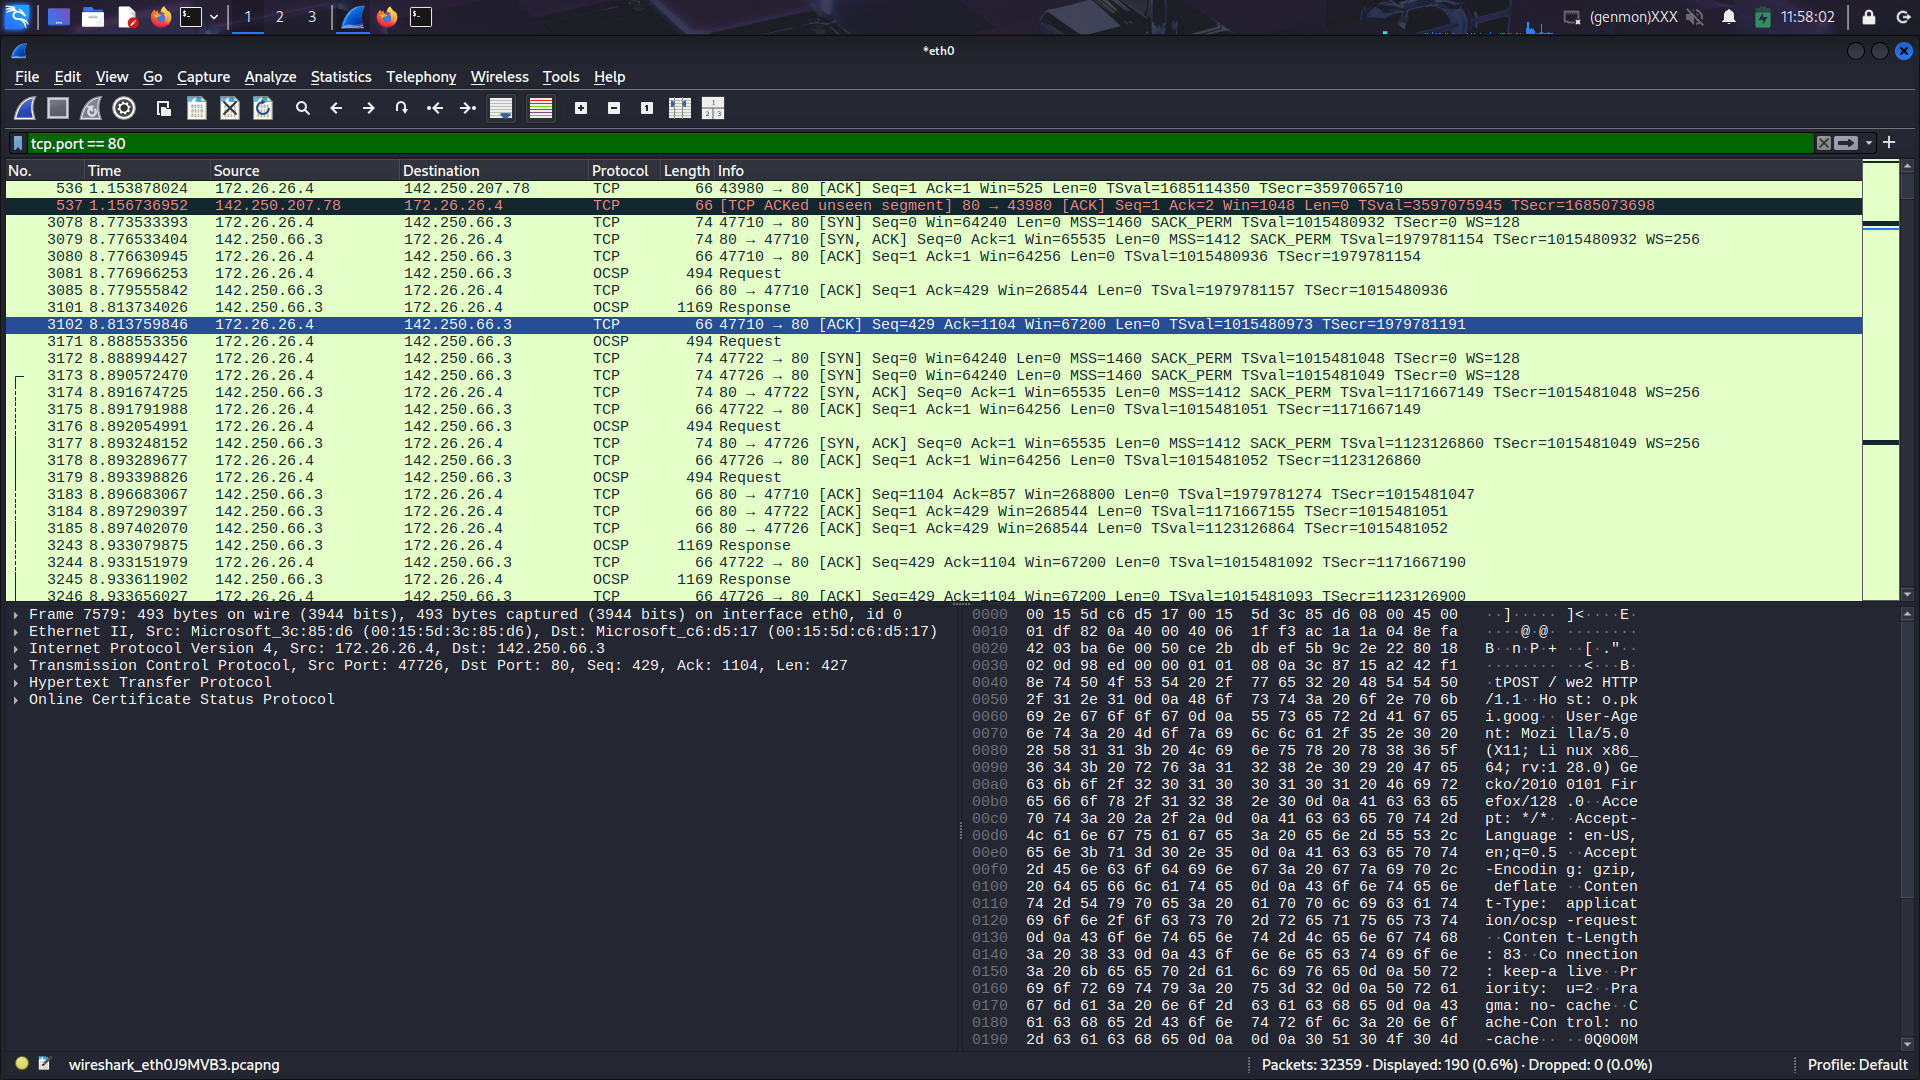 1 2 3 (genmon)XXX 11:58:02
*eth0
File Edit View Go Capture Analyze Statistics Telephony Wireless Tools Help
tcp.port == 80
No. Time Source Destination Protocol Length Info
536 1.153878024 172.26.26.4 142.250.207.78 TCP 66 43980 → 80 [ACK] Seq=1 Ack=1 Win=525 Len=0 TSval=1685114350 TSecr=3597065710
537 1.156736952 142.250.207.78 172.26.26.4 TCP 66 [TCP ACKed unseen segment] 80 → 43980 [ACK] Seq=1 Ack=2 Win=1048 Len=0 TSval=3597075945 TSecr=1685073698
3078 8.773533393 172.26.26.4 142.250.66.3 TCP 74 47710 → 80 [SYN] Seq=0 Win=64240 Len=0 MSS=1460 SACK_PERM TSval=1015480932 TSecr=0 WS=128
3079 8.776533404 142.250.66.3 172.26.26.4 TCP 74 80 → 47710 [SYN, ACK] Seq=0 Ack=1 Win=65535 Len=0 MSS=1412 SACK_PERM TSval=1979781154 TSecr=1015480932 WS=256
3080 8.776630945 172.26.26.4 142.250.66.3 TCP 66 47710 → 80 [ACK] Seq=1 Ack=1 Win=64256 Len=0 TSval=1015480936 TSecr=1979781154
3081 8.776966253 172.26.26.4 142.250.66.3 OCSP 494 Request
3085 8.779555842 142.250.66.3 172.26.26.4 TCP 66 80 → 47710 [ACK] Seq=1 Ack=429 Win=268544 Len=0 TSval=1979781157 TSecr=1015480936
3101 8.813734026 142.250.66.3 172.26.26.4 OCSP 1169 Response
3102 8.813759846 172.26.26.4 142.250.66.3 TCP 66 47710 → 80 [ACK] Seq=429 Ack=1104 Win=67200 Len=0 TSval=1015480973 TSecr=1979781191
3171 8.888553356 172.26.26.4 142.250.66.3 OCSP 494 Request
3172 8.888994427 172.26.26.4 142.250.66.3 TCP 74 47722 → 80 [SYN] Seq=0 Win=64240 Len=0 MSS=1460 SACK_PERM TSval=1015481048 TSecr=0 WS=128
3173 8.890572470 172.26.26.4 142.250.66.3 TCP 74 47726 → 80 [SYN] Seq=0 Win=64240 Len=0 MSS=1460 SACK_PERM TSval=1015481049 TSecr=0 WS=128
3174 8.891674725 142.250.66.3 172.26.26.4 TCP 74 80 → 47722 [SYN, ACK] Seq=0 Ack=1 Win=65535 Len=0 MSS=1412 SACK_PERM TSval=1171667149 TSecr=1015481048 WS=256
3175 8.891791988 172.26.26.4 142.250.66.3 TCP 66 47722 → 80 [ACK] Seq=1 Ack=1 Win=64256 Len=0 TSval=1015481051 TSecr=1171667149
3176 8.892054991 172.26.26.4 142.250.66.3 OCSP 494 Request
3177 8.893248152 142.250.66.3 172.26.26.4 TCP 74 80 → 47726 [SYN, ACK] Seq=0 Ack=1 Win=65535 Len=0 MSS=1412 SACK_PERM TSval=1123126860 TSecr=1015481049 WS=256
3178 8.893289677 172.26.26.4 142.250.66.3 TCP 66 47726 → 80 [ACK] Seq=1 Ack=1 Win=64256 Len=0 TSval=1015481052 TSecr=1123126860
3179 8.893398826 172.26.26.4 142.250.66.3 OCSP 494 Request
3183 8.896683067 142.250.66.3 172.26.26.4 TCP 66 80 → 47710 [ACK] Seq=1104 Ack=857 Win=268800 Len=0 TSval=1979781274 TSecr=1015481047
3184 8.897290397 142.250.66.3 172.26.26.4 TCP 66 80 → 47722 [ACK] Seq=1 Ack=429 Win=268544 Len=0 TSval=1171667155 TSecr=1015481051
3185 8.897402070 142.250.66.3 172.26.26.4 TCP 66 80 → 47726 [ACK] Seq=1 Ack=429 Win=268544 Len=0 TSval=1123126864 TSecr=1015481052
3243 8.933079875 142.250.66.3 172.26.26.4 OCSP 1169 Response
3244 8.933151979 172.26.26.4 142.250.66.3 TCP 66 47722 → 80 [ACK] Seq=429 Ack=1104 Win=67200 Len=0 TSval=1015481092 TSecr=1171667190
3245 8.933611902 142.250.66.3 172.26.26.4 OCSP 1169 Response
3246 8.933656027 172.26.26.4 142.250.66.3 TCP 66 47726 → 80 [ACK] Seq=429 Ack=1104 Win=67200 Len=0 TSval=1015481093 TSecr=1123126900
Frame 7579: 493 bytes on wire (3944 bits), 493 bytes captured (3944 bits) on interface eth0, id 0
Ethernet II, Src: Microsoft_3c:85:d6 (00:15:5d:3c:85:d6), Dst: Microsoft_c6:d5:17 (00:15:5d:c6:d5:17)
Internet Protocol Version 4, Src: 172.26.26.4, Dst: 142.250.66.3
Transmission Control Protocol, Src Port: 47726, Dst Port: 80, Seq: 429, Ack: 1104, Len: 427
Hypertext Transfer Protocol
Online Certificate Status Protocol
0000 00 15 5d c6 d5 17 00 15 5d 3c 85 d6 08 00 45 00 ··]····· ]<····E·
0010 01 df 82 0a 40 00 40 06 1f f3 ac 1a 1a 04 8e fa ····@·@· ········
0020 42 03 ba 6e 00 50 ce 2b db ef 5b 9c 2e 22 80 18 B··n·P·+ ··[·."··
0030 02 0d 98 ed 00 00 01 01 08 0a 3c 87 15 a2 42 f1 ········ ··<···B·
0040 8e 74 50 4f 53 54 20 2f 77 65 32 20 48 54 54 50 ·tPOST / we2 HTTP
0050 2f 31 2e 31 0d 0a 48 6f 73 74 3a 20 6f 2e 70 6b /1.1··Ho st: o.pk
0060 69 2e 67 6f 6f 67 0d 0a 55 73 65 72 2d 41 67 65 i.goog·· User-Age
0070 6e 74 3a 20 4d 6f 7a 69 6c 6c 61 2f 35 2e 30 20 nt: Mozi lla/5.0
0080 28 58 31 31 3b 20 4c 69 6e 75 78 20 78 38 36 5f (X11; Li nux x86_
0090 36 34 3b 20 72 76 3a 31 32 38 2e 30 29 20 47 65 64; rv:1 28.0) Ge
00a0 63 6b 6f 2f 32 30 31 30 30 31 30 31 20 46 69 72 cko/2010 0101 Fir
00b0 65 66 6f 78 2f 31 32 38 2e 30 0d 0a 41 63 63 65 efox/128 .0··Acce
00c0 70 74 3a 20 2a 2f 2a 0d 0a 41 63 63 65 70 74 2d pt: */*· ·Accept-
00d0 4c 61 6e 67 75 61 67 65 3a 20 65 6e 2d 55 53 2c Language : en-US,
00e0 65 6e 3b 71 3d 30 2e 35 0d 0a 41 63 63 65 70 74 en;q=0.5 ··Accept
00f0 2d 45 6e 63 6f 64 69 6e 67 3a 20 67 7a 69 70 2c -Encodin g: gzip,
0100 20 64 65 66 6c 61 74 65 0d 0a 43 6f 6e 74 65 6e deflate ··Conten
0110 74 2d 54 79 70 65 3a 20 61 70 70 6c 69 63 61 74 t-Type: applicat
0120 69 6f 6e 2f 6f 63 73 70 2d 72 65 71 75 65 73 74 ion/ocsp -request
0130 0d 0a 43 6f 6e 74 65 6e 74 2d 4c 65 6e 67 74 68 ··Conten t-Length
0140 3a 20 38 33 0d 0a 43 6f 6e 6e 65 63 74 69 6f 6e : 83··Co nnection
0150 3a 20 6b 65 65 70 2d 61 6c 69 76 65 0d 0a 50 72 : keep-a live··Pr
0160 69 6f 72 69 74 79 3a 20 75 3d 32 0d 0a 50 72 61 iority: u=2··Pra
0170 67 6d 61 3a 20 6e 6f 2d 63 61 63 68 65 0d 0a 43 gma: no- cache··C
0180 61 63 68 65 2d 43 6f 6e 74 72 6f 6c 3a 20 6e 6f ache-Con trol: no
0190 2d 63 61 63 68 65 0d 0a 0d 0a 30 51 30 4f 30 4d -cache·· ··0Q0O0M
wireshark_eth0J9MVB3.pcapng Packets: 32359 · Displayed: 190 (0.6%) · Dropped: 0 (0.0%) Profile: Default